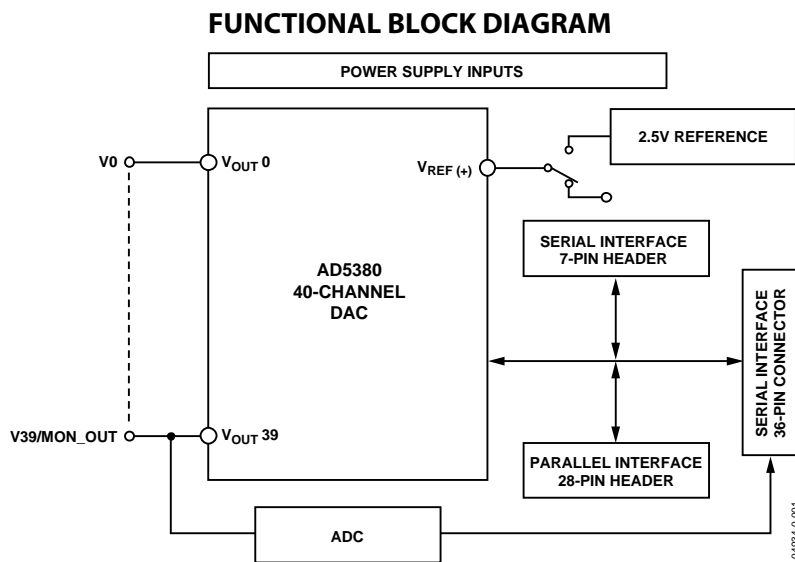 FUNCTIONAL BLOCK DIAGRAM
POWER SUPPLY INPUTS
2.5V REFERENCE
V0
VOUT 0
VREF (+)
AD5380
40-CHANNEL
DAC
SERIAL INTERFACE
7-PIN HEADER
SERIAL INTERFACE
36-PIN CONNECTOR
V39/MON_OUT
VOUT 39
PARALLEL INTERFACE
28-PIN HEADER
ADC